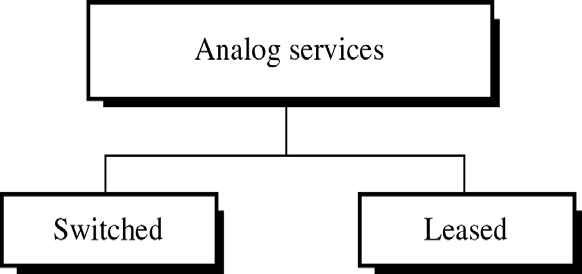 Analog services
Switched
Leased